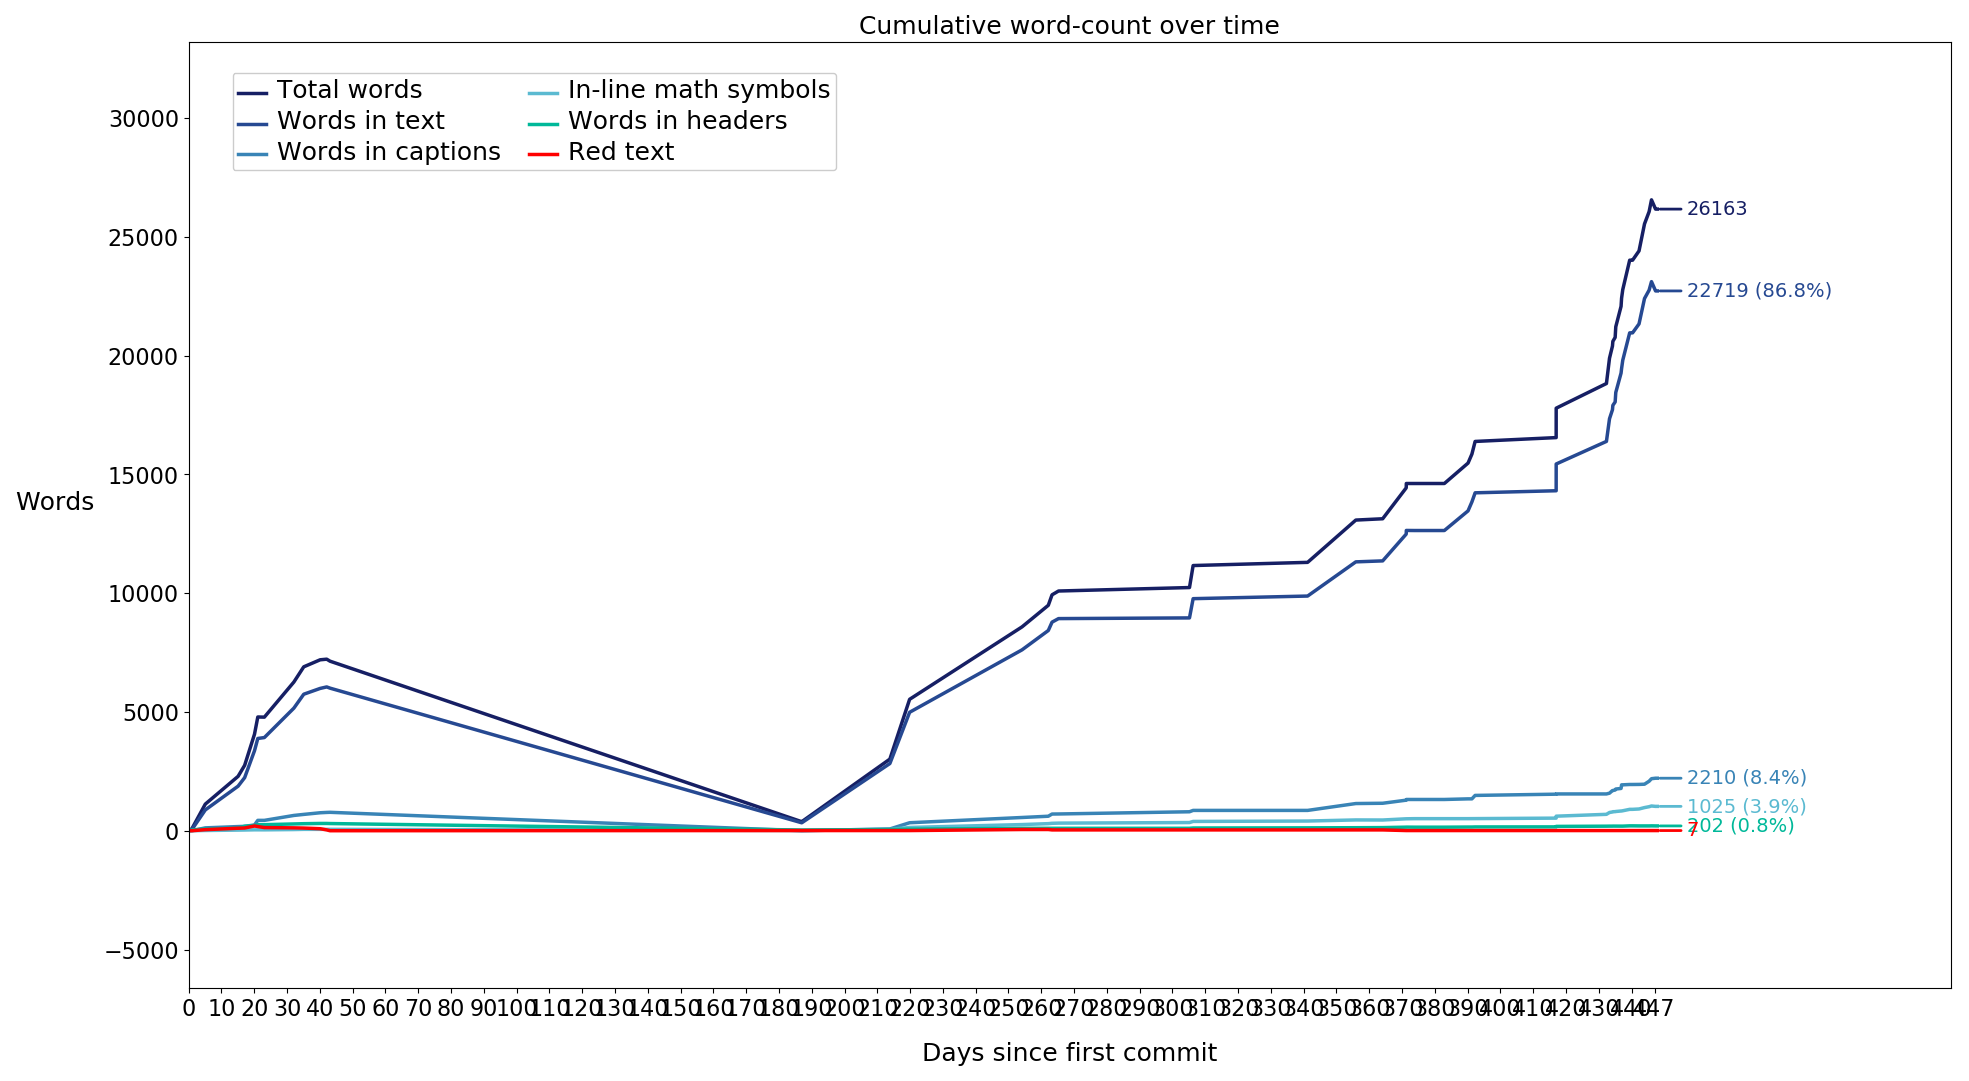 Cumulative word-count over time
Total words
Words in text
Words in captions
In-line math symbols
Words in headers
Red text
30000
25000
20000
15000
10000
5000
0
−5000
Words
26163
22719 (86.8%)
2210 (8.4%)
1025 (3.9%)
202 (0.8%)
7
0 10 20 30 40 50 60 70 80 90 100 110 120 130 140 150 160 170 180 190 200 210 220 230 240 250 260 270 280 290 300 310 320 330 340 350 360 370 380 390 400 410 420 430 440 447
Days since first commit